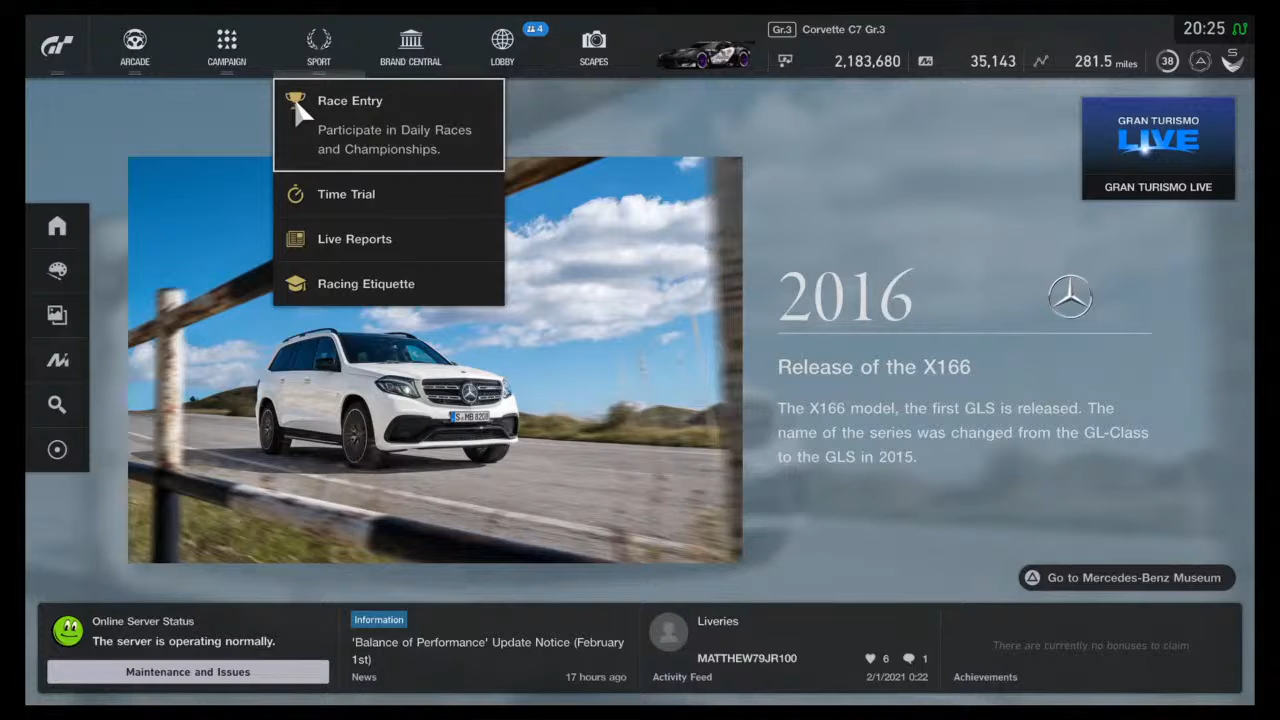 GT
ARCADE
CAMPAIGN
SPORT
BRAND CENTRAL
4
LOBBY
SCAPES
Gr.3 Corvette C7 Gr.3
2,183,680
35,143
281.5 miles
38
S
20:25
Race Entry
Participate in Daily Races
and Championships.
Time Trial
Live Reports
Racing Etiquette
GRAN TURISMO
LIVE
GRAN TURISMO LIVE
2016
Release of the X166
The X166 model, the first GLS is released. The
name of the series was changed from the GL-Class
to the GLS in 2015.
S MB 8208
Go to Mercedes-Benz Museum
Online Server Status
The server is operating normally.
Maintenance and Issues
Information
'Balance of Performance' Update Notice (February
1st)
News
17 hours ago
Liveries
MATTHEW79JR100
6
1
Activity Feed
2/1/2021 0:22
There are currently no bonuses to claim
Achievements